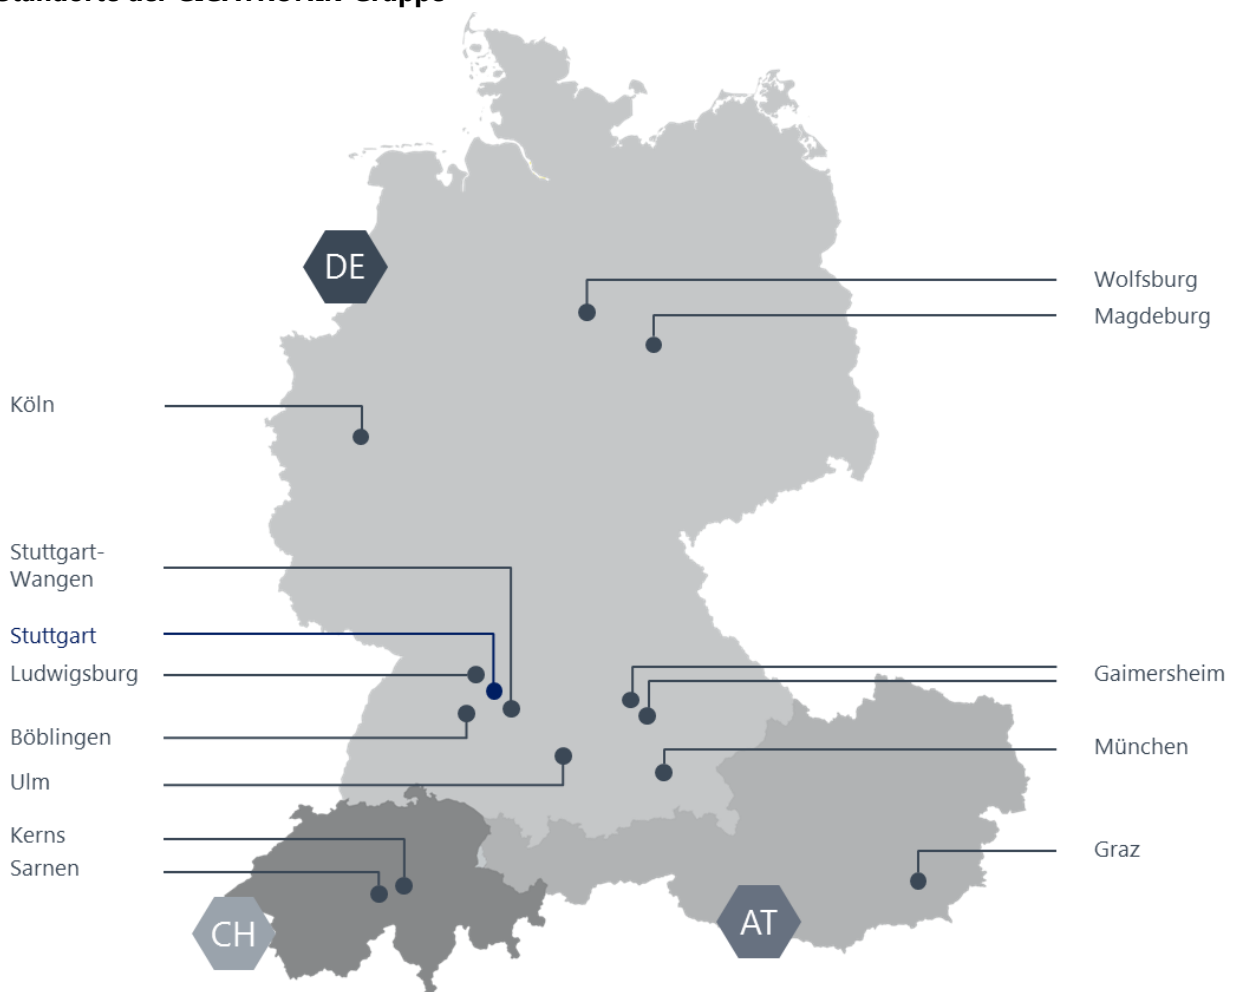 DE
Wolfsburg
Magdeburg
Köln
Stuttgart-
Wangen
Stuttgart
Ludwigsburg
Gaimersheim
Böblingen
München
Ulm
Kerns
Graz
Sarnen
CH
AT